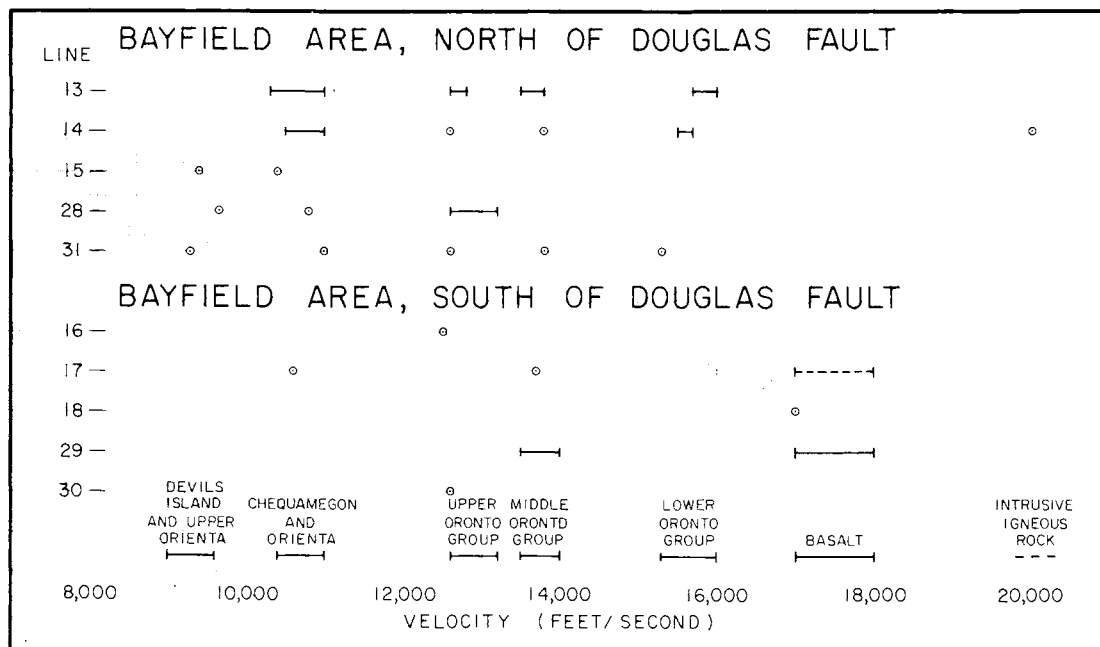 BAYFIELD AREA, NORTH OF DOUGLAS FAULT
LINE
13
14
15
28
31
BAYFIELD AREA, SOUTH OF DOUGLAS FAULT
16
17
18
29
30
DEVILS
ISLAND
AND UPPER
ORIENTA
CHEQUAMEGON
AND
ORIENTA
UPPER
ORONTO
GROUP
MIDDLE
ORONTO
GROUP
LOWER
ORONTO
GROUP
BASALT
INTRUSIVE
IGNEOUS
ROCK
8,000 10,000 12,000 14,000 16,000 18,000 20,000
VELOCITY (FEET/SECOND)